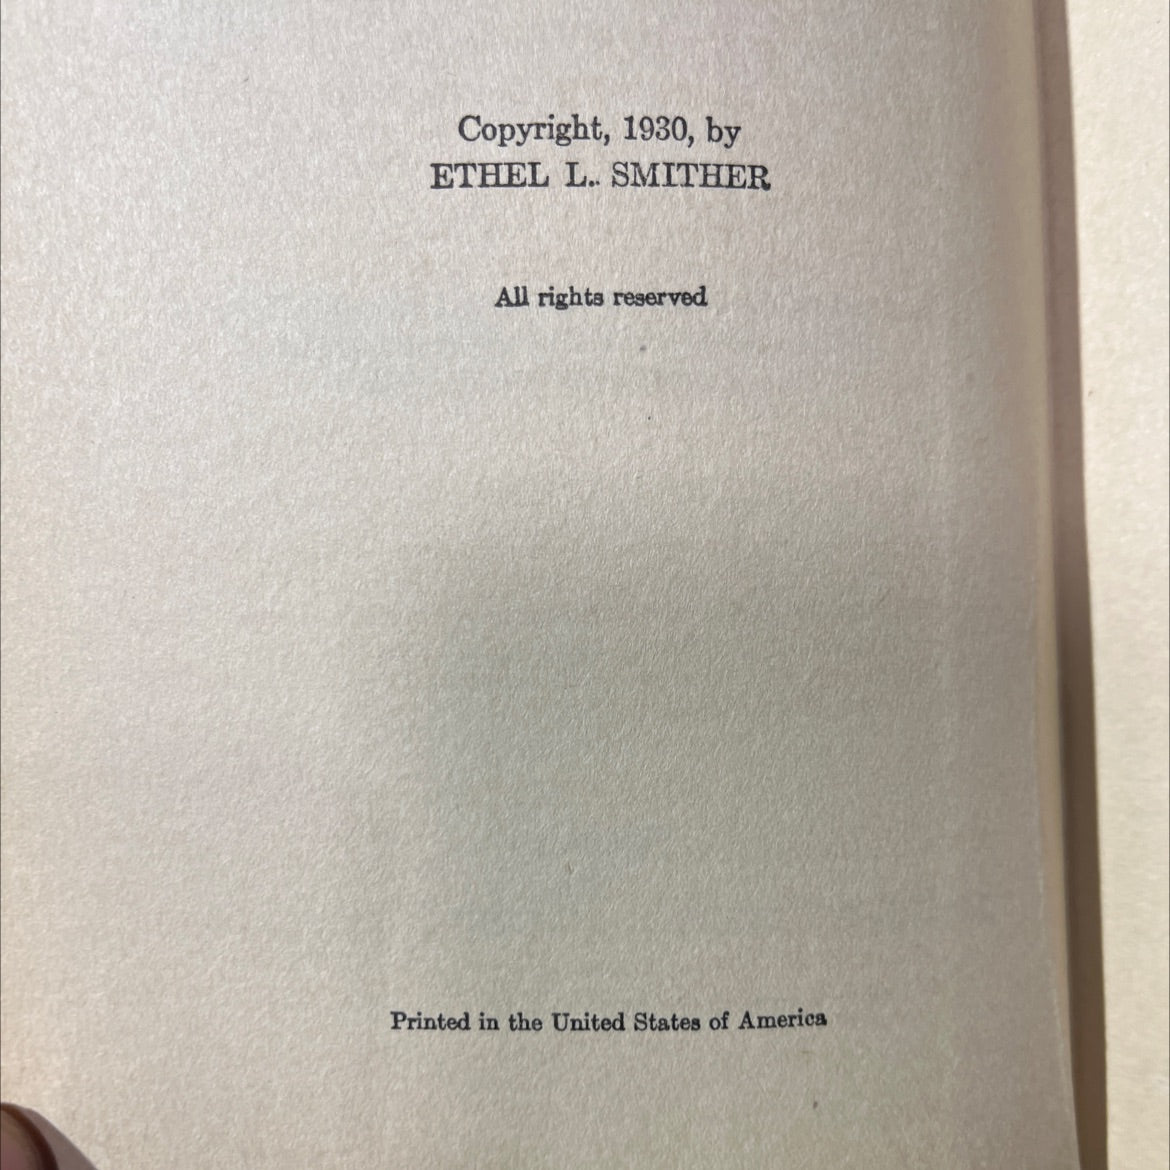 Copyright, 1930, by
ETHEL L. SMITHER
All rights reserved
Printed in the United States of America